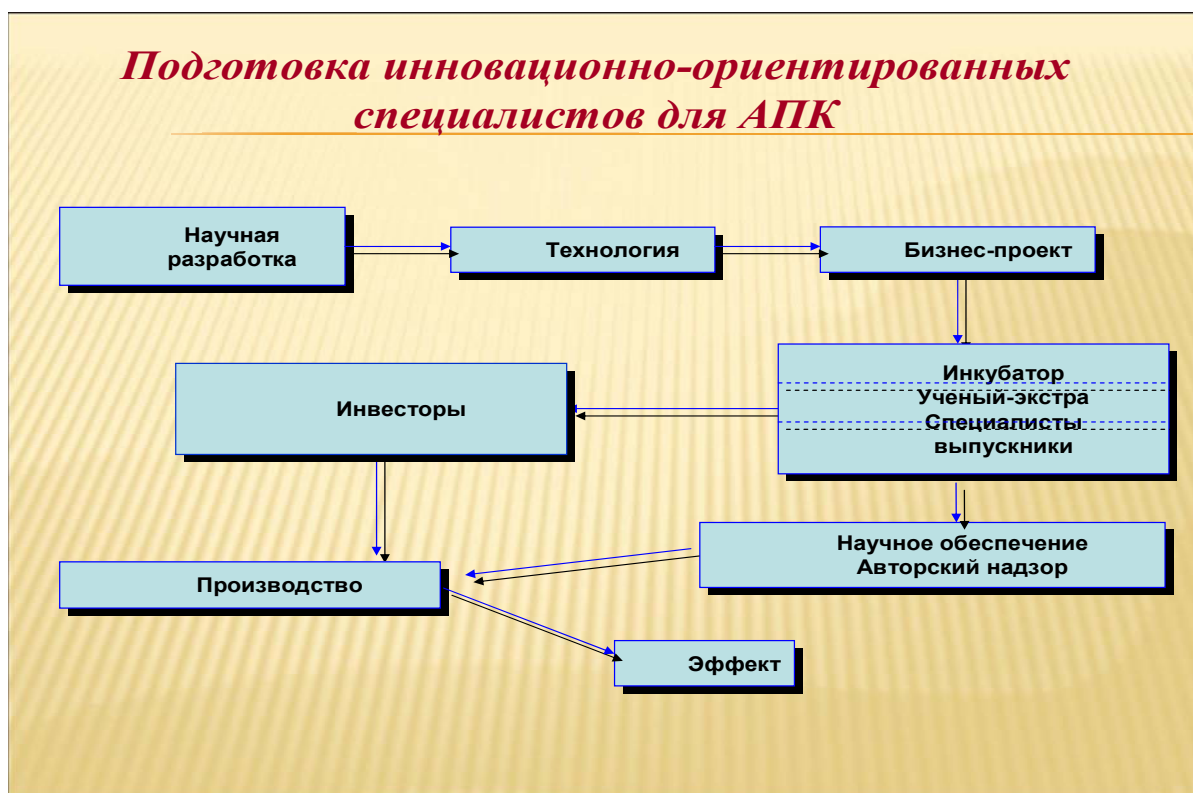 Подготовка инновационно-ориентированных
специалистов для АПК
Научная
разработка
Технология
Бизнес-проект
Инкубатор
Ученый-экстра
Специалисты
выпускники
Инвесторы
Научное обеспечение
Авторский надзор
Производство
Эффект